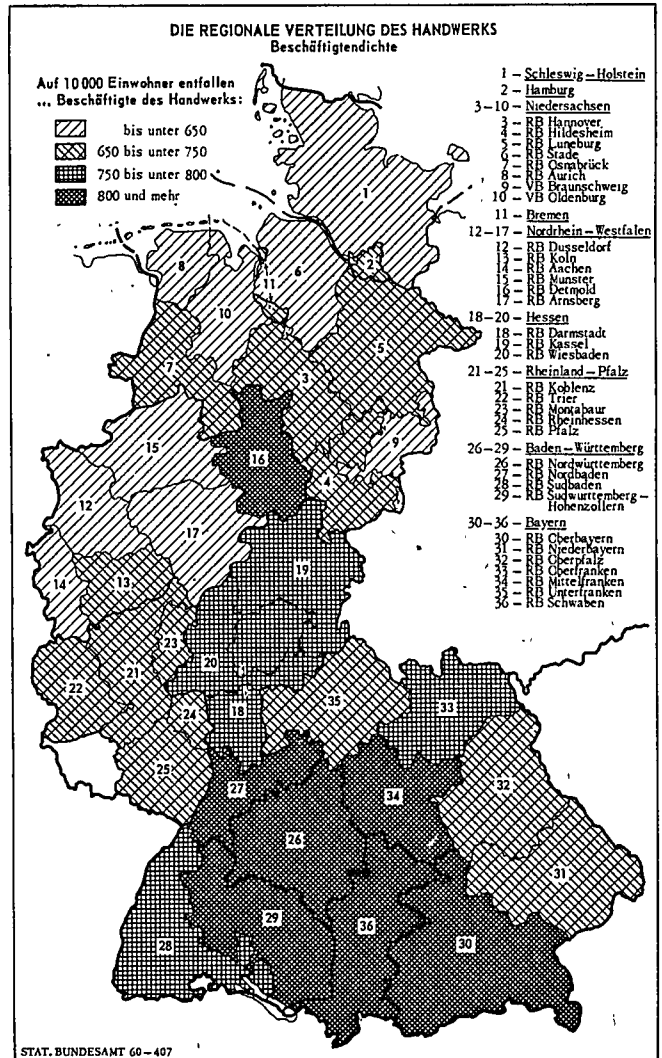 DIE REGIONALE VERTEILUNG DES HANDWERKS
Beschäftigtendichte
Auf 10 000 Einwohner entfallen
... Beschäftigte des Handwerks:
bis unter 650
650 bis unter 750
750 bis unter 800
800 und mehr
1 – Schleswig–Holstein
2 – Hamburg
3–10 – Niedersachsen
3 – RB Hannover
4 – RB Hildesheim
5 – RB Luneburg
6 – RB Stade
7 – RB Osnabrück
8 – RB Aurich
9 – VB Braunschweig
10 – VB Oldenburg
11 – Bremen
12–17 – Nordrhein–Westfalen
12 – RB Dusseldorf
13 – RB Koln
14 – RB Aachen
15 – RB Munster
16 – RB Detmold
17 – RB Arnsberg
18–20 – Hessen
18 – RB Darmstadt
19 – RB Kassel
20 – RB Wiesbaden
21–25 – Rheinland–Pfalz
21 – RB Koblenz
22 – RB Trier
23 – RB Montabaur
24 – RB Rheinhessen
25 – RB Pfalz
26–29 – Baden–Württemberg
26 – RB Nordwurttemberg
27 – RB Nordbaden
28 – RB Sudbaden
29 – RB Sudwurttemberg–
Hohenzollern
30–36 – Bayern
30 – RB Oberbayern
31 – RB Niederbayern
32 – RB Oberpfalz
33 – RB Oberfranken
34 – RB Mittelfranken
35 – RB Unterfranken
36 – RB Schwaben
1
2
8
11
6
10
5
7
3
9
15
16
4
12
17
19
14
13
23
20
21
22
35
24
18
33
25
27
32
34
26
31
29
36
28
30
STAT. BUNDESAMT 60–407